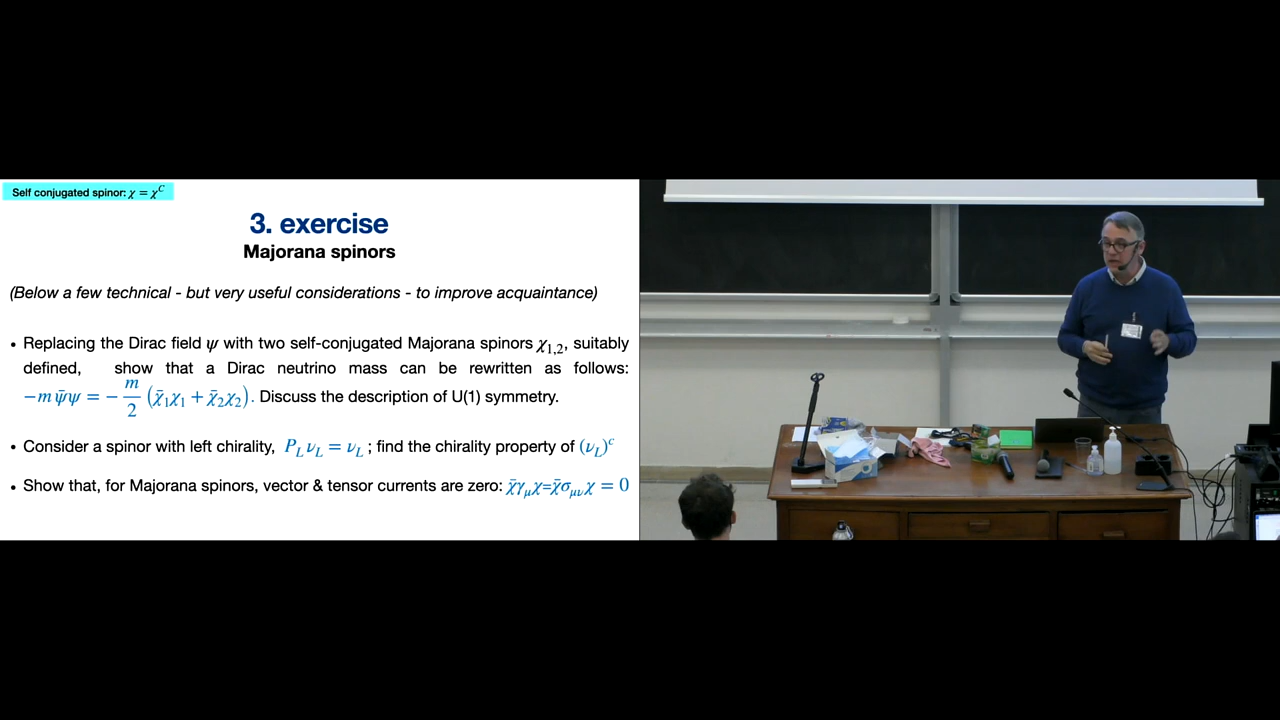 Self conjugated spinor: χ = χ^C
3. exercise
Majorana spinors
(Below a few technical - but very useful considerations - to improve acquaintance)
• Replacing the Dirac field ψ with two self-conjugated Majorana spinors χ_{1,2}, suitably
defined, show that a Dirac neutrino mass can be rewritten as follows:
−m ψ̄ψ = − m/2 (χ̄₁χ₁ + χ̄₂χ₂). Discuss the description of U(1) symmetry.
• Consider a spinor with left chirality, P_L ν_L = ν_L ; find the chirality property of (ν_L)^c
• Show that, for Majorana spinors, vector & tensor currents are zero: χ̄γ_μχ=χ̄σ_{μν}χ = 0